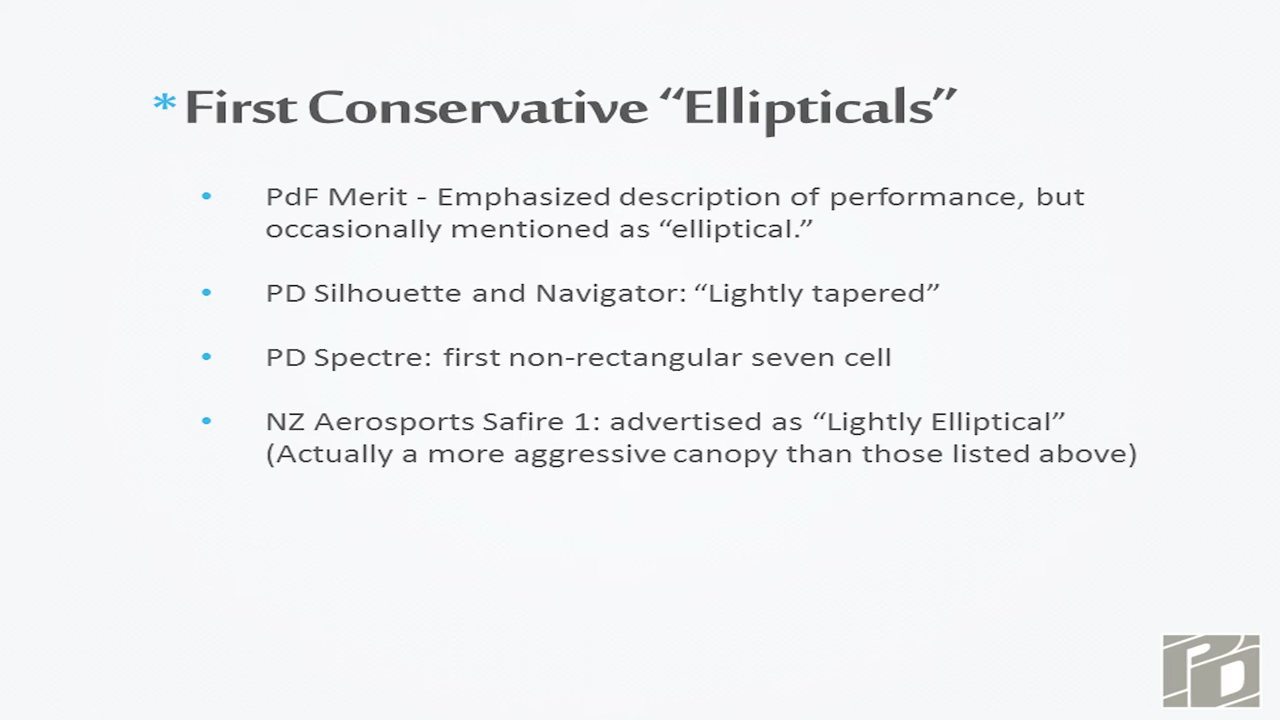 * First Conservative “Ellipticals”
• PdF Merit - Emphasized description of performance, but
occasionally mentioned as “elliptical.”
• PD Silhouette and Navigator: “Lightly tapered”
• PD Spectre: first non-rectangular seven cell
• NZ Aerosports Safire 1: advertised as “Lightly Elliptical”
(Actually a more aggressive canopy than those listed above)
PD